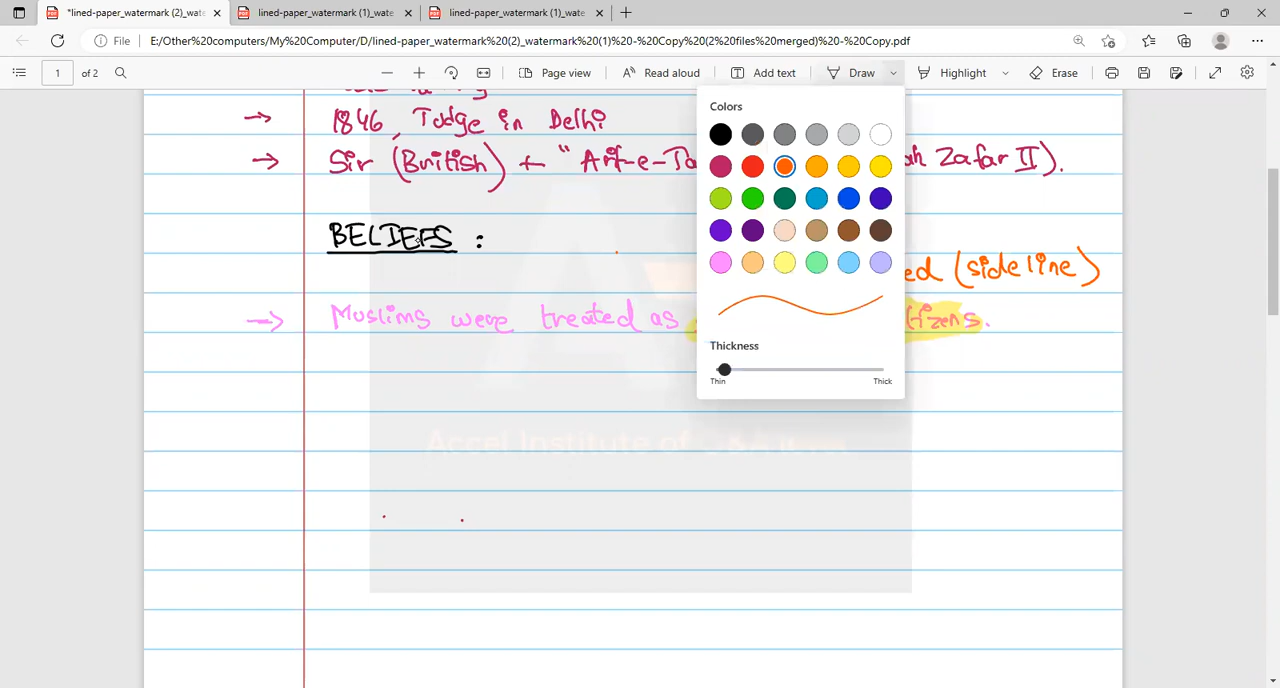 *lined-paper_watermark (2)_wate
lined-paper_watermark (1)_wate
lined-paper_watermark (1)_wate
File
E:/Other%20computers/My%20Computer/D/lined-paper_watermark%20(2)_watermark%20(1)%20-%20Copy%20(2%20files%20merged)%20-%20Copy.pdf
1 of 2
Page view
Read aloud
Add text
Draw
Highlight
Erase
Colors
→ 1846, Judge in Delhi
→ Sir (British) + " Arif-e- ah Zafar II).
BELIEFS :
ed (sideline)
→ Muslims were treated as tizens.
Thickness
Thin Thick
Accel Institute of O&A level